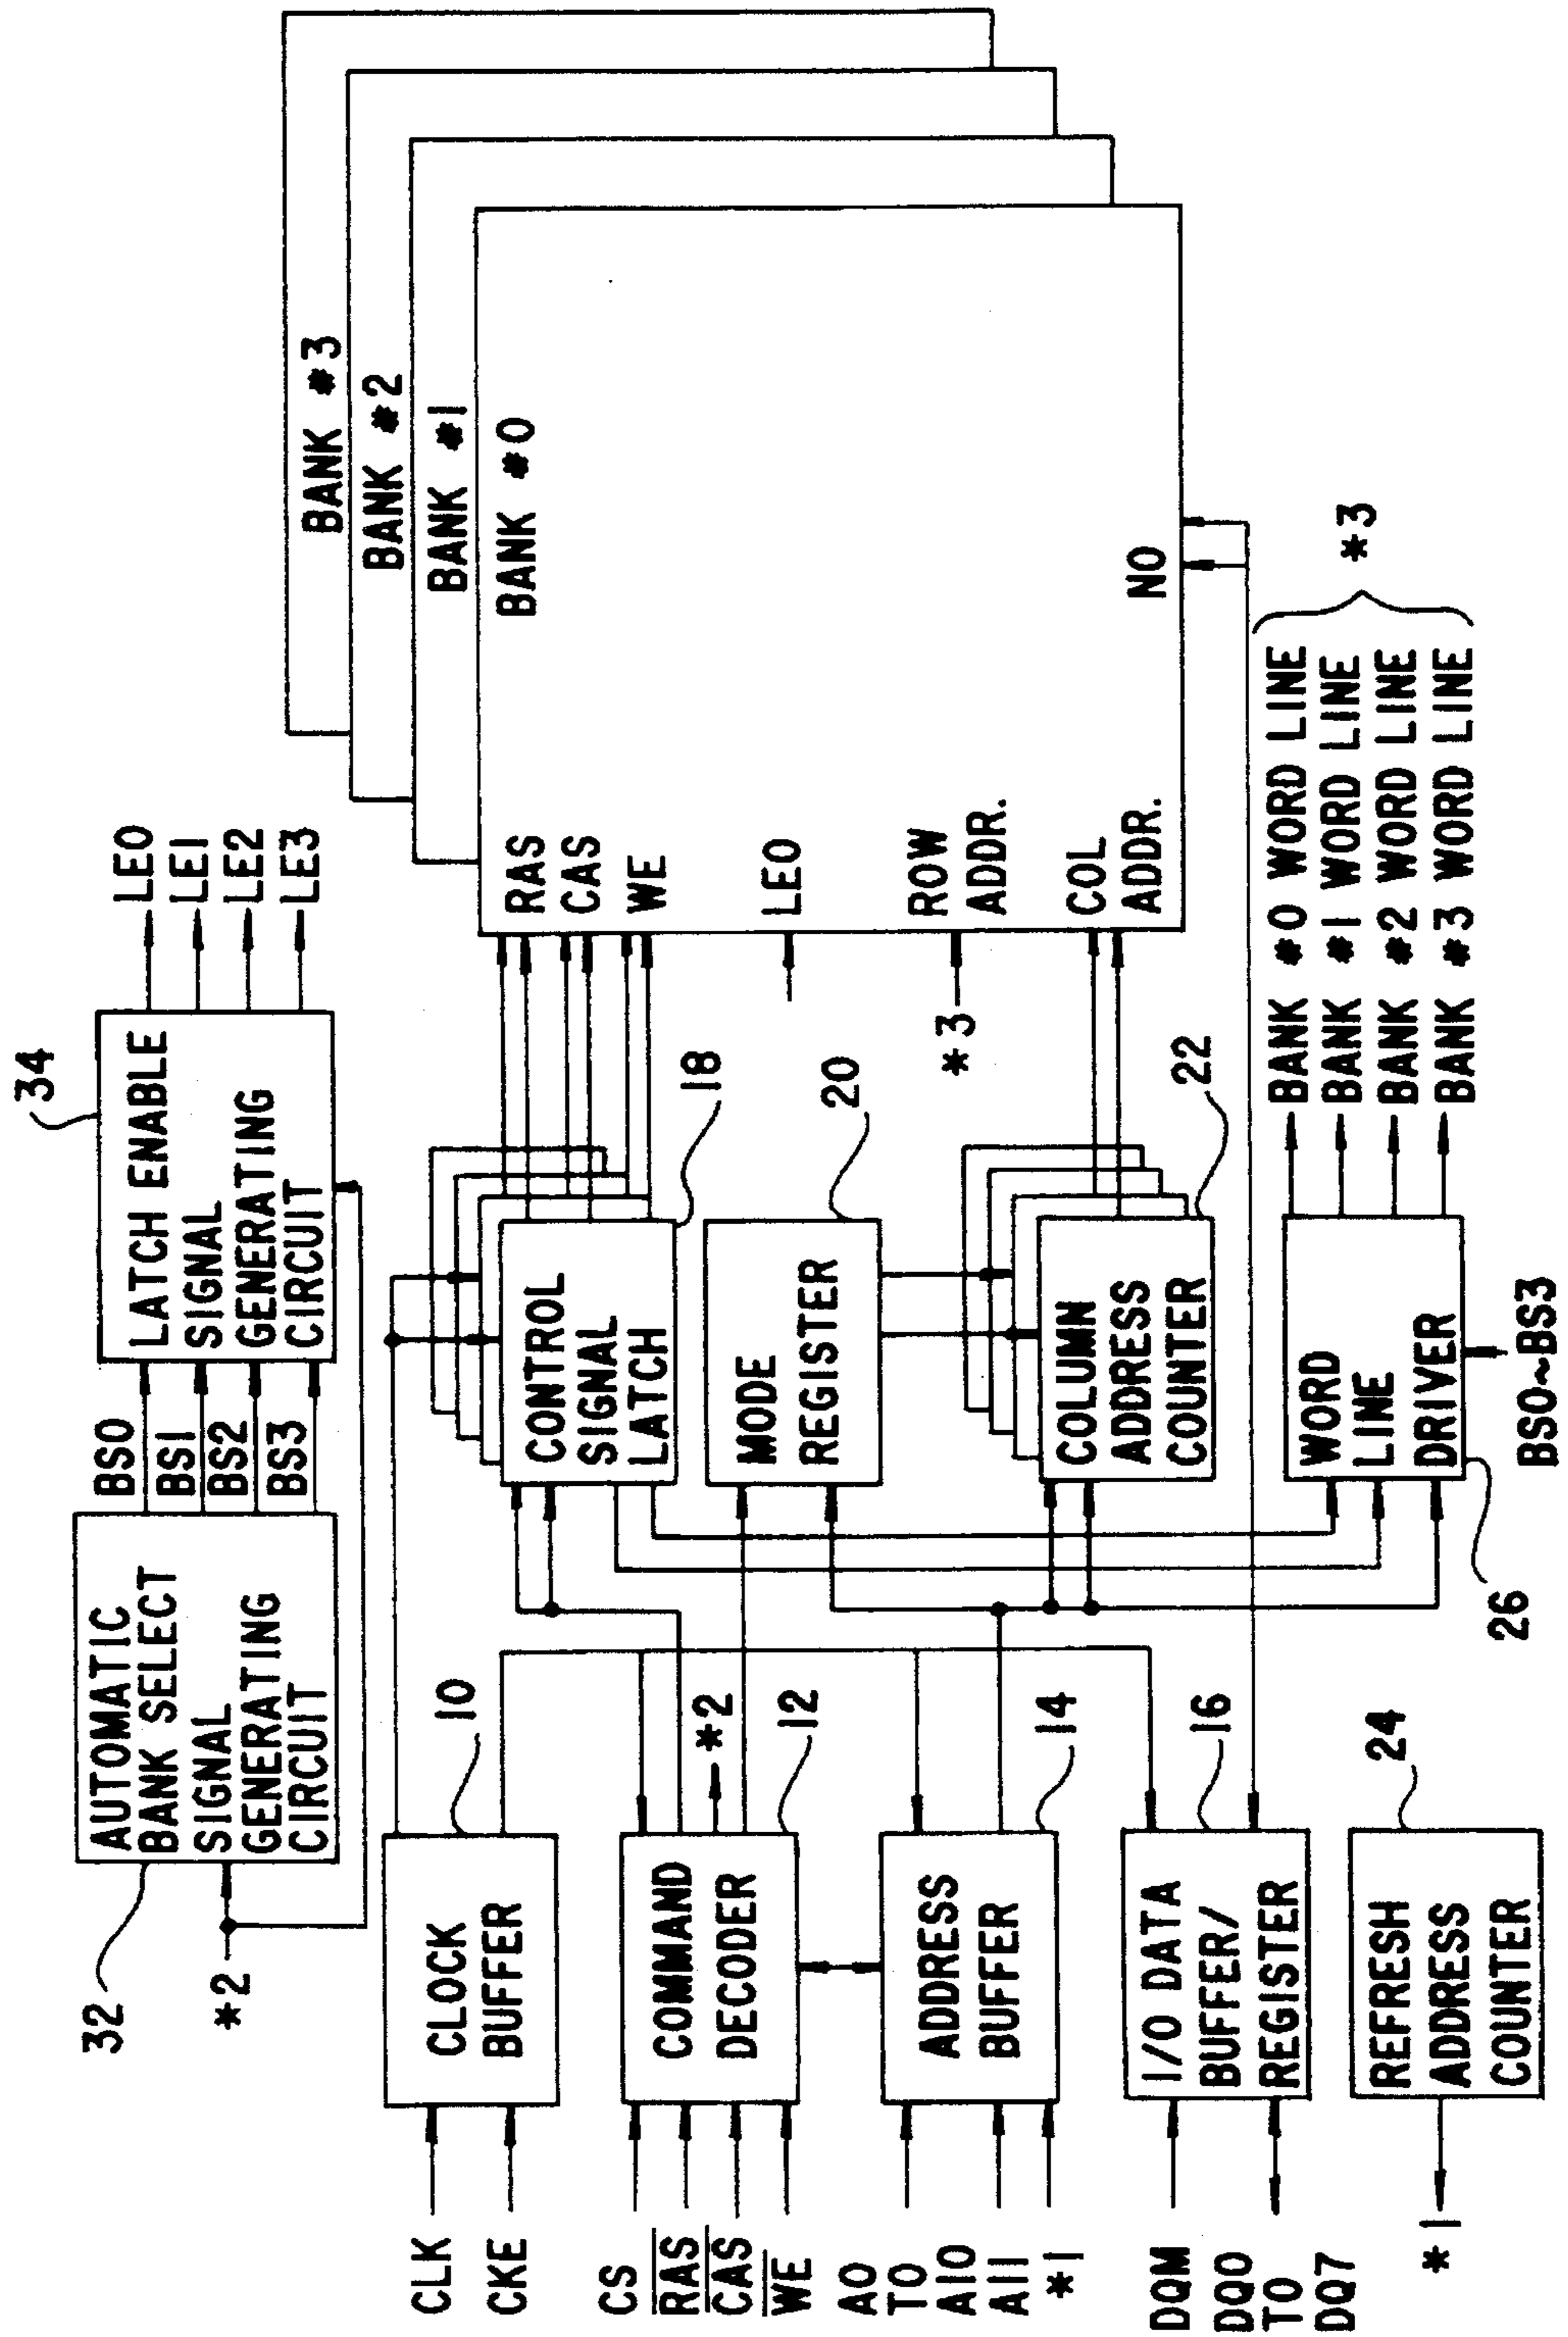 32
*2
AUTOMATIC
BANK SELECT
SIGNAL
GENERATING
CIRCUIT
BS0
BS1
BS2
BS3
34
LATCH ENABLE
SIGNAL
GENERATING
CIRCUIT
LE0
LE1
LE2
LE3
CLK
CKE
CLOCK
BUFFER
10
CS
RAS
CAS
WE
COMMAND
DECODER
*2
12
A0
TO
A10
A11
*1
ADDRESS
BUFFER
14
DQM
DQ0
TO
DQ7
I/O DATA
BUFFER/
REGISTER
16
*1
REFRESH
ADDRESS
COUNTER
24
CONTROL
SIGNAL
LATCH
18
MODE
REGISTER
20
COLUMN
ADDRESS
COUNTER
22
WORD
LINE
DRIVER
26
BS0~BS3
BANK #0 WORD LINE
BANK #1 WORD LINE
BANK #2 WORD LINE
BANK #3 WORD LINE
*3
BANK #3
BANK #2
BANK #1
BANK #0
RAS
CAS
WE
LE0
*3
ROW
ADDR.
COL
ADDR.
NO